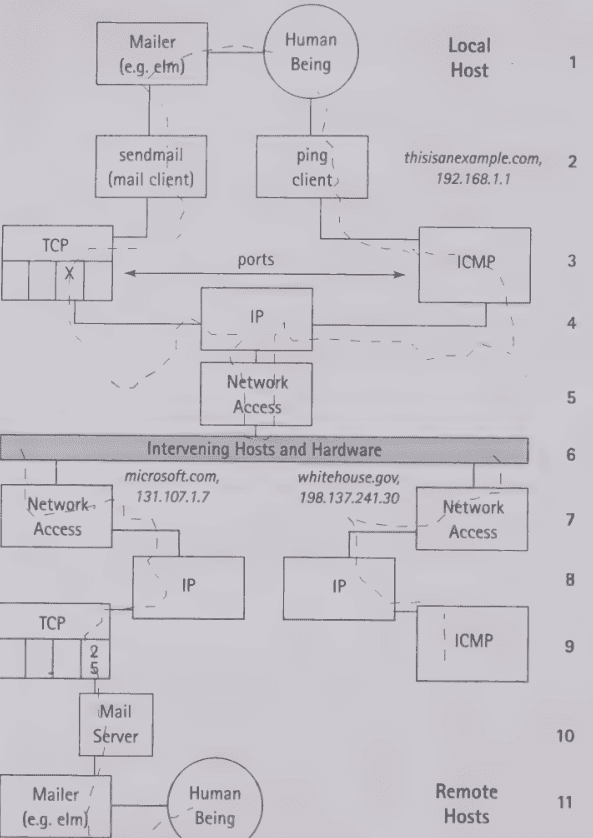 Mailer
(e.g. elm)
Human
Being
Local
Host
1
sendmail
(mail client)
ping
client
thisisanexample.com,
192.168.1.1
2
TCP
X
ports
ICMP
3
IP
4
Network
Access
5
Intervening Hosts and Hardware
6
microsoft.com,
131.107.1.7
whitehouse.gov,
198.137.241.30
Network
Access
Network
Access
7
IP
IP
8
TCP
2
5
ICMP
9
Mail
Server
10
Mailer
(e.g. elm)
Human
Being
Remote
Hosts
11